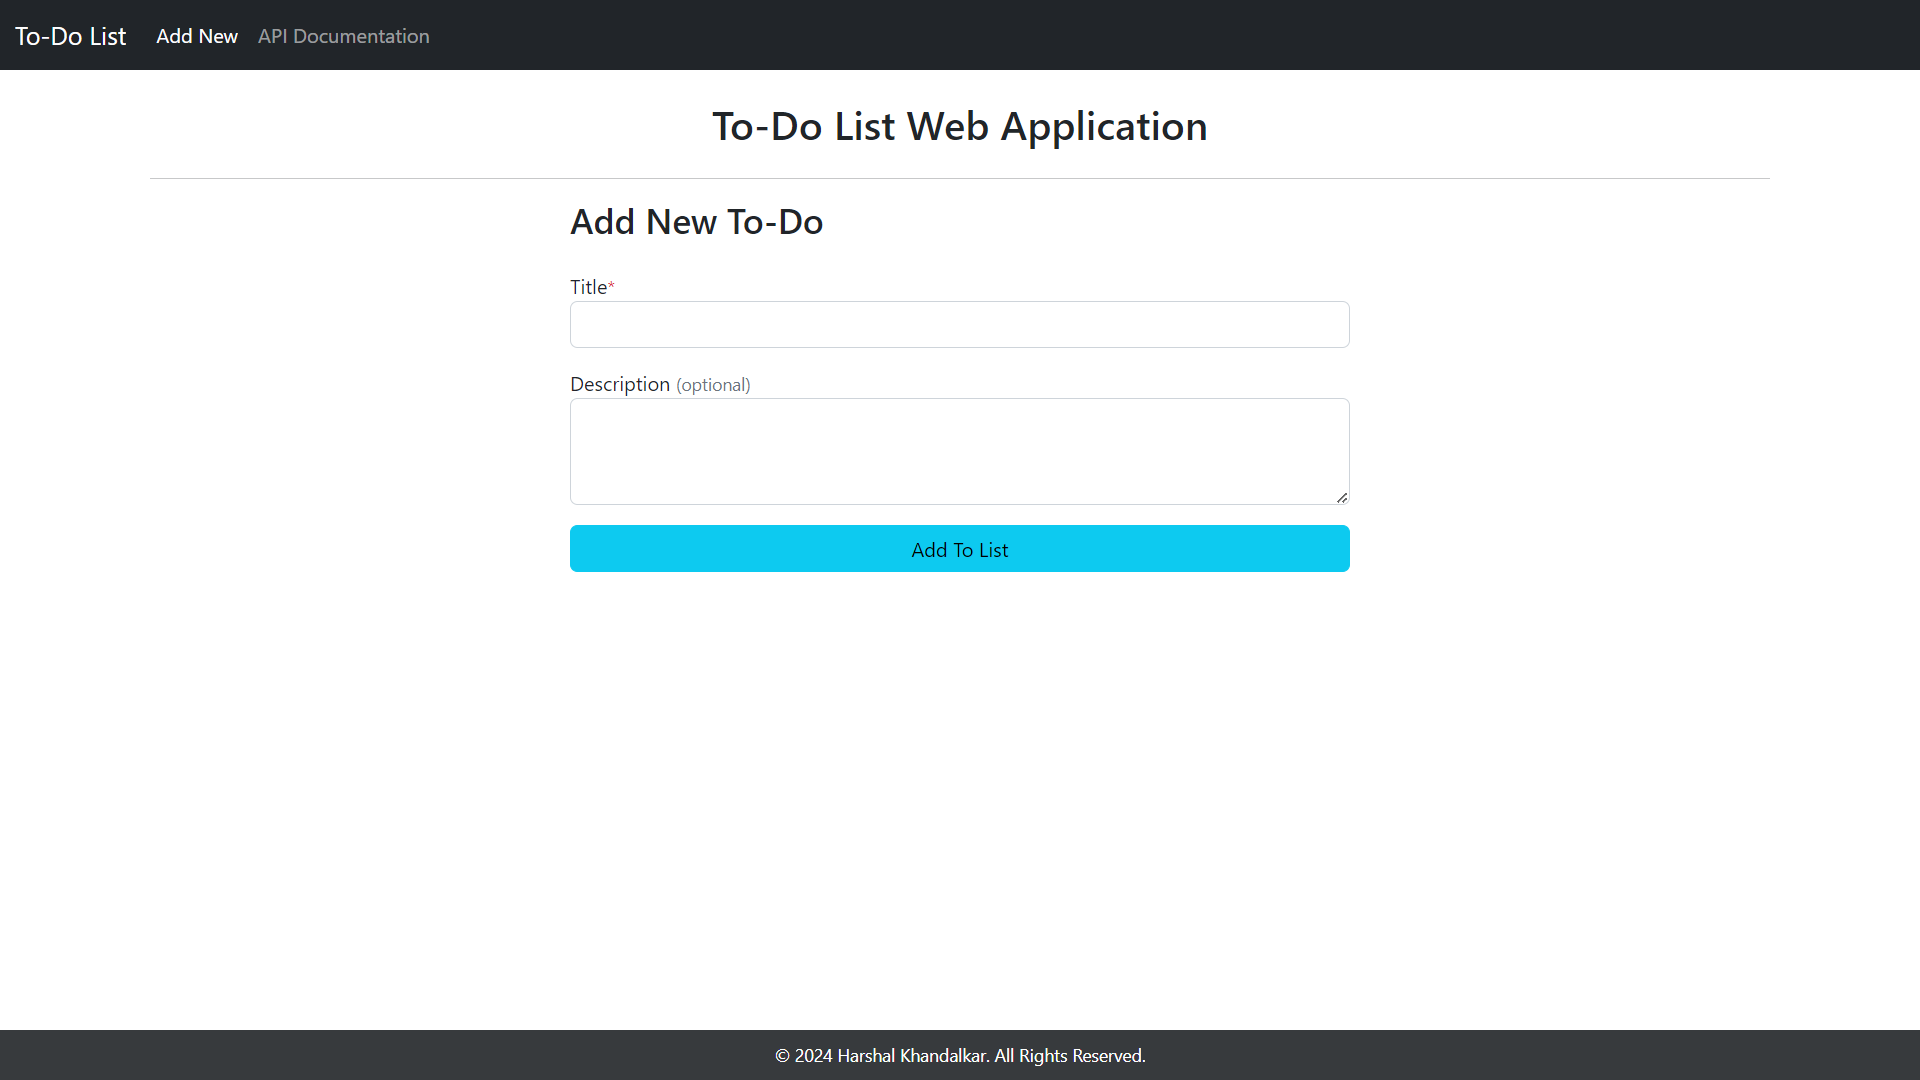 To-Do List Add New API Documentation
To-Do List Web Application
Add New To-Do
Title*
Description (optional)
Add To List
© 2024 Harshal Khandalkar. All Rights Reserved.